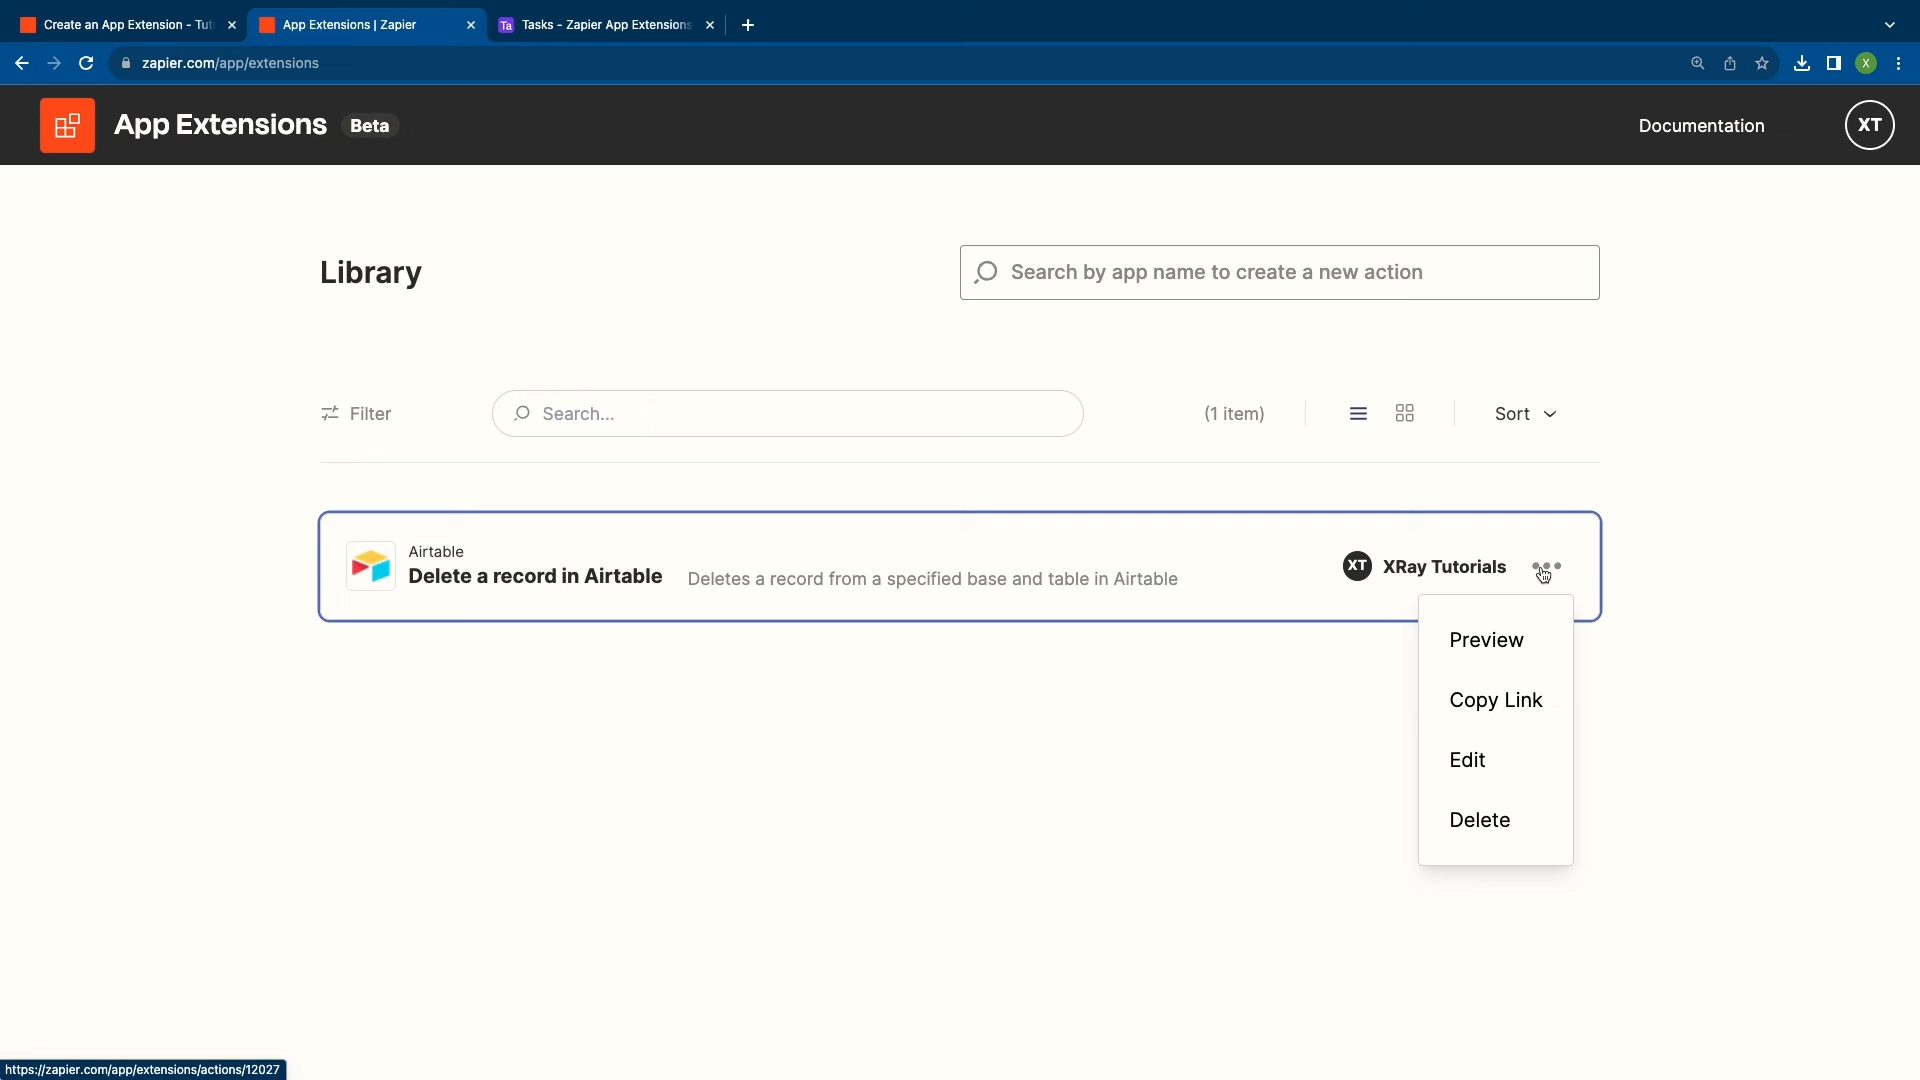 Create an App Extension - Tut
App Extensions | Zapier
Ta
Tasks - Zapier App Extensions
zapier.com/app/extensions
X
App Extensions
Beta
Documentation
XT
Library
Search by app name to create a new action
Filter
Search...
(1 item)
Sort
Airtable
Delete a record in Airtable
Deletes a record from a specified base and table in Airtable
XT
XRay Tutorials
Preview
Copy Link
Edit
Delete
https://zapier.com/app/extensions/actions/12027